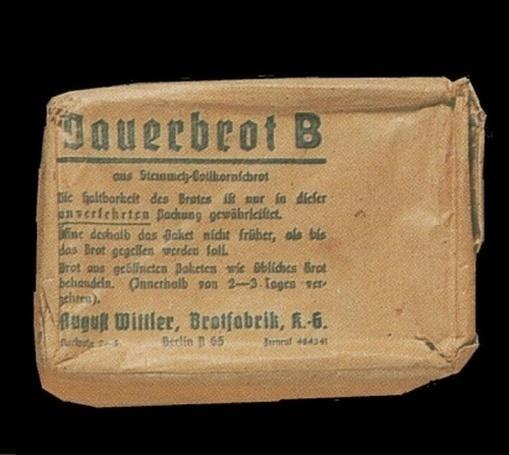 Dauerbrot B
aus Steinmetz-Vollkornschrot
Die Haltbarkeit des Brotes ist nur in dieser
unversehrten Packung gewährleistet.
Öffne deshalb das Paket nicht früher, als bis
das Brot gegessen werden soll.
Brot aus geöffneten Paketen wie übliches Brot
behandeln. (Innerhalb von 2—3 Tagen ver-
zehren).
August Wittler, Brotfabrik, K.-G.
Berlin N 65 Fernruf